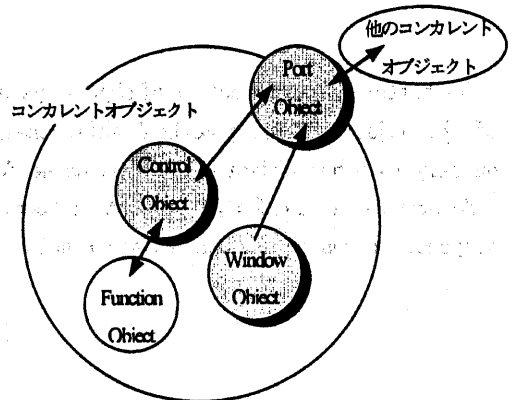 他のコンカレント
オブジェクト
Port
Object
コンカレントオブジェクト
Control
Object
Window
Object
Function
Object